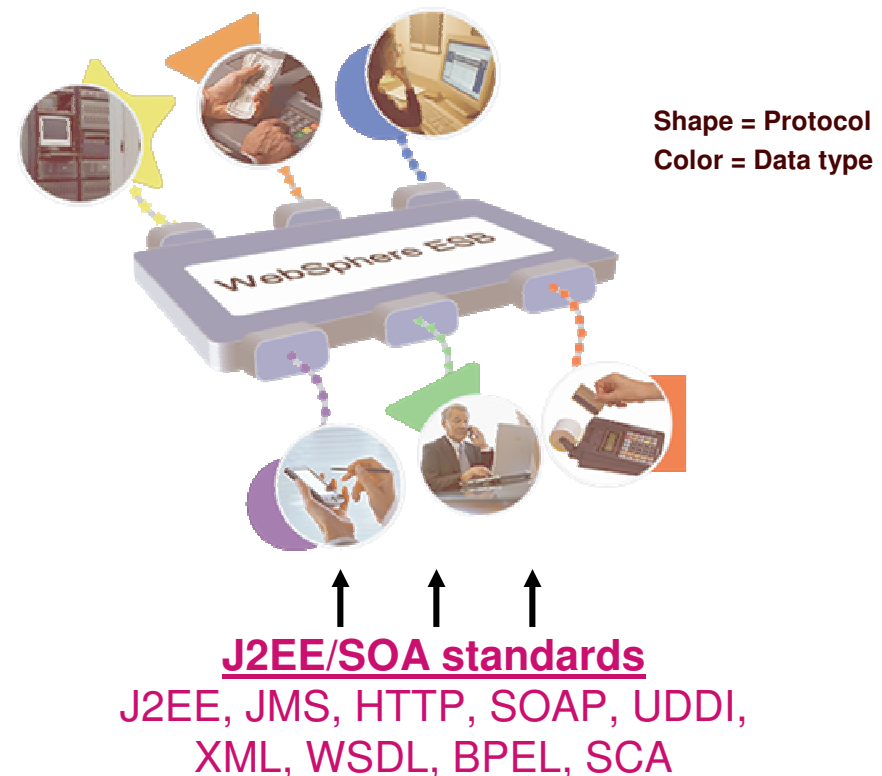 Shape = Protocol
Color = Data type
WebSphere ESB
J2EE/SOA standards
J2EE, JMS, HTTP, SOAP, UDDI,
XML, WSDL, BPEL, SCA